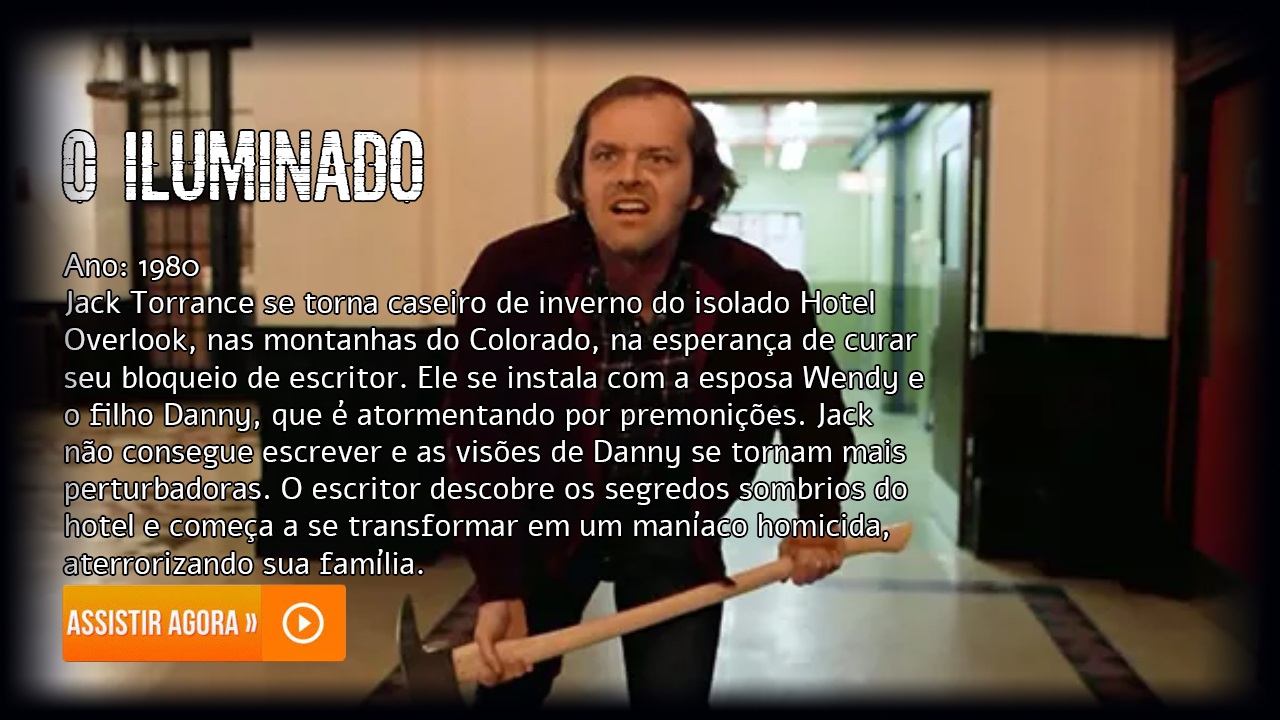 O ILUMINADO
Ano: 1980
Jack Torrance se torna caseiro de inverno do isolado Hotel
Overlook, nas montanhas do Colorado, na esperança de curar
seu bloqueio de escritor. Ele se instala com a esposa Wendy e
o filho Danny, que é atormentando por premonições. Jack
não consegue escrever e as visões de Danny se tornam mais
perturbadoras. O escritor descobre os segredos sombrios do
hotel e começa a se transformar em um maníaco homicida,
aterrorizando sua família.
ASSISTIR AGORA »